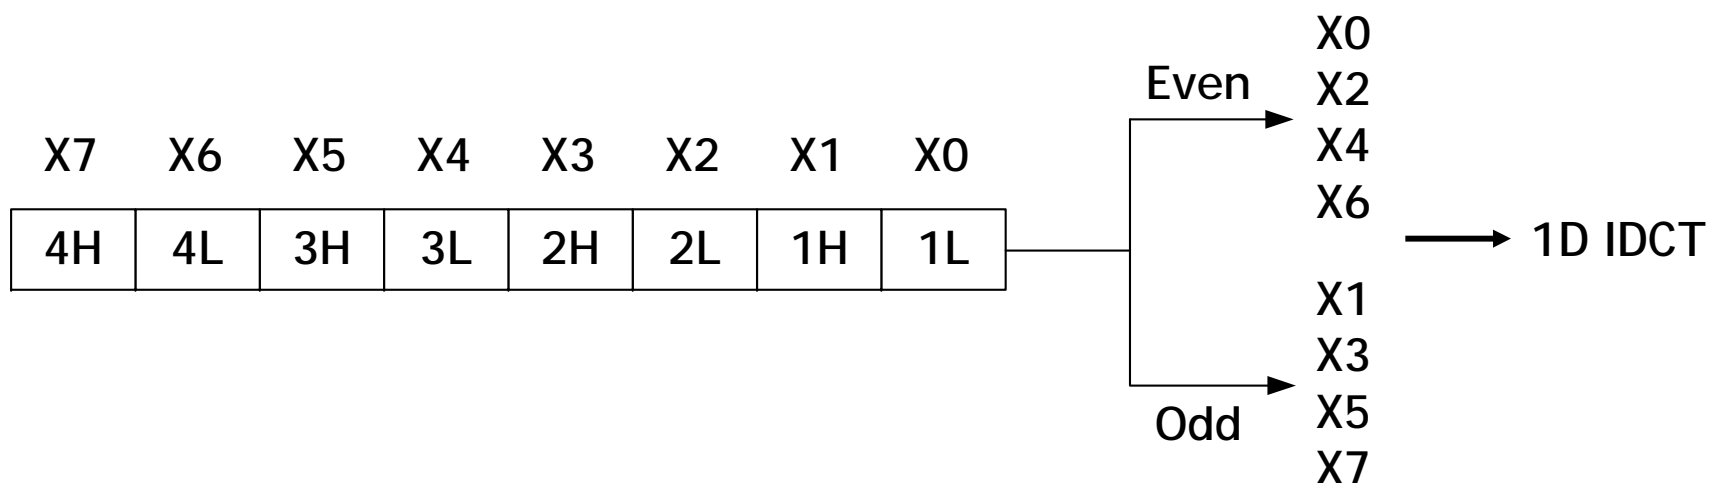 X7 X6 X5 X4 X3 X2 X1 X0
4H 4L 3H 3L 2H 2L 1H 1L
Even
Odd
X0
X2
X4
X6
X1
X3
X5
X7
1D IDCT